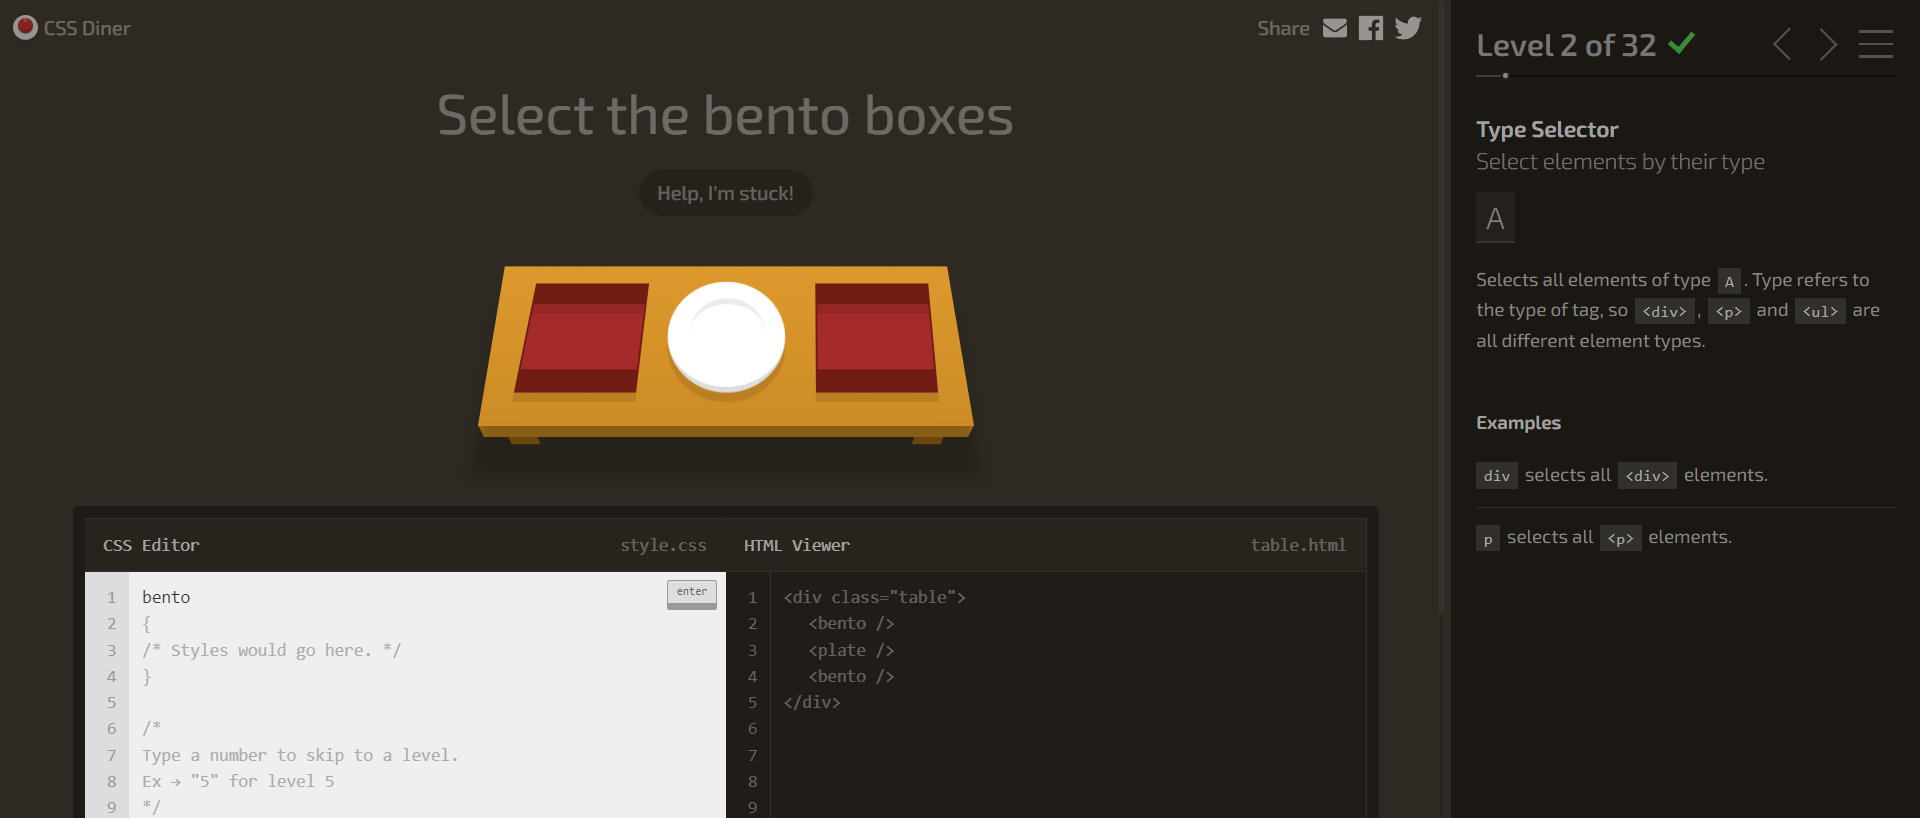 CSS Diner
Share
Select the bento boxes
Help, I'm stuck!
CSS Editor style.css
enter
1 bento
2 {
3 /* Styles would go here. */
4 }
5
6 /*
7 Type a number to skip to a level.
8 Ex → "5" for level 5
9 */
HTML Viewer table.html
1 <div class="table">
2 <bento />
3 <plate />
4 <bento />
5 </div>
6
7
8
9
Level 2 of 32
Type Selector
Select elements by their type
A
Selects all elements of type A . Type refers to
the type of tag, so <div> , <p> and <ul> are
all different element types.
Examples
div selects all <div> elements.
p selects all <p> elements.